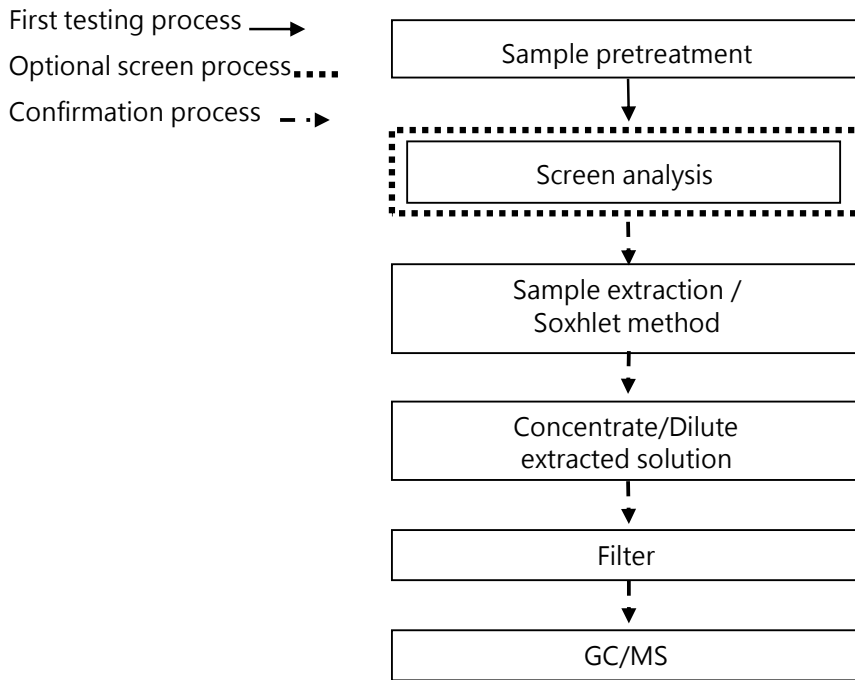 First testing process
Optional screen process
Confirmation process
Sample pretreatment
Screen analysis
Sample extraction /
Soxhlet method
Concentrate/Dilute
extracted solution
Filter
GC/MS